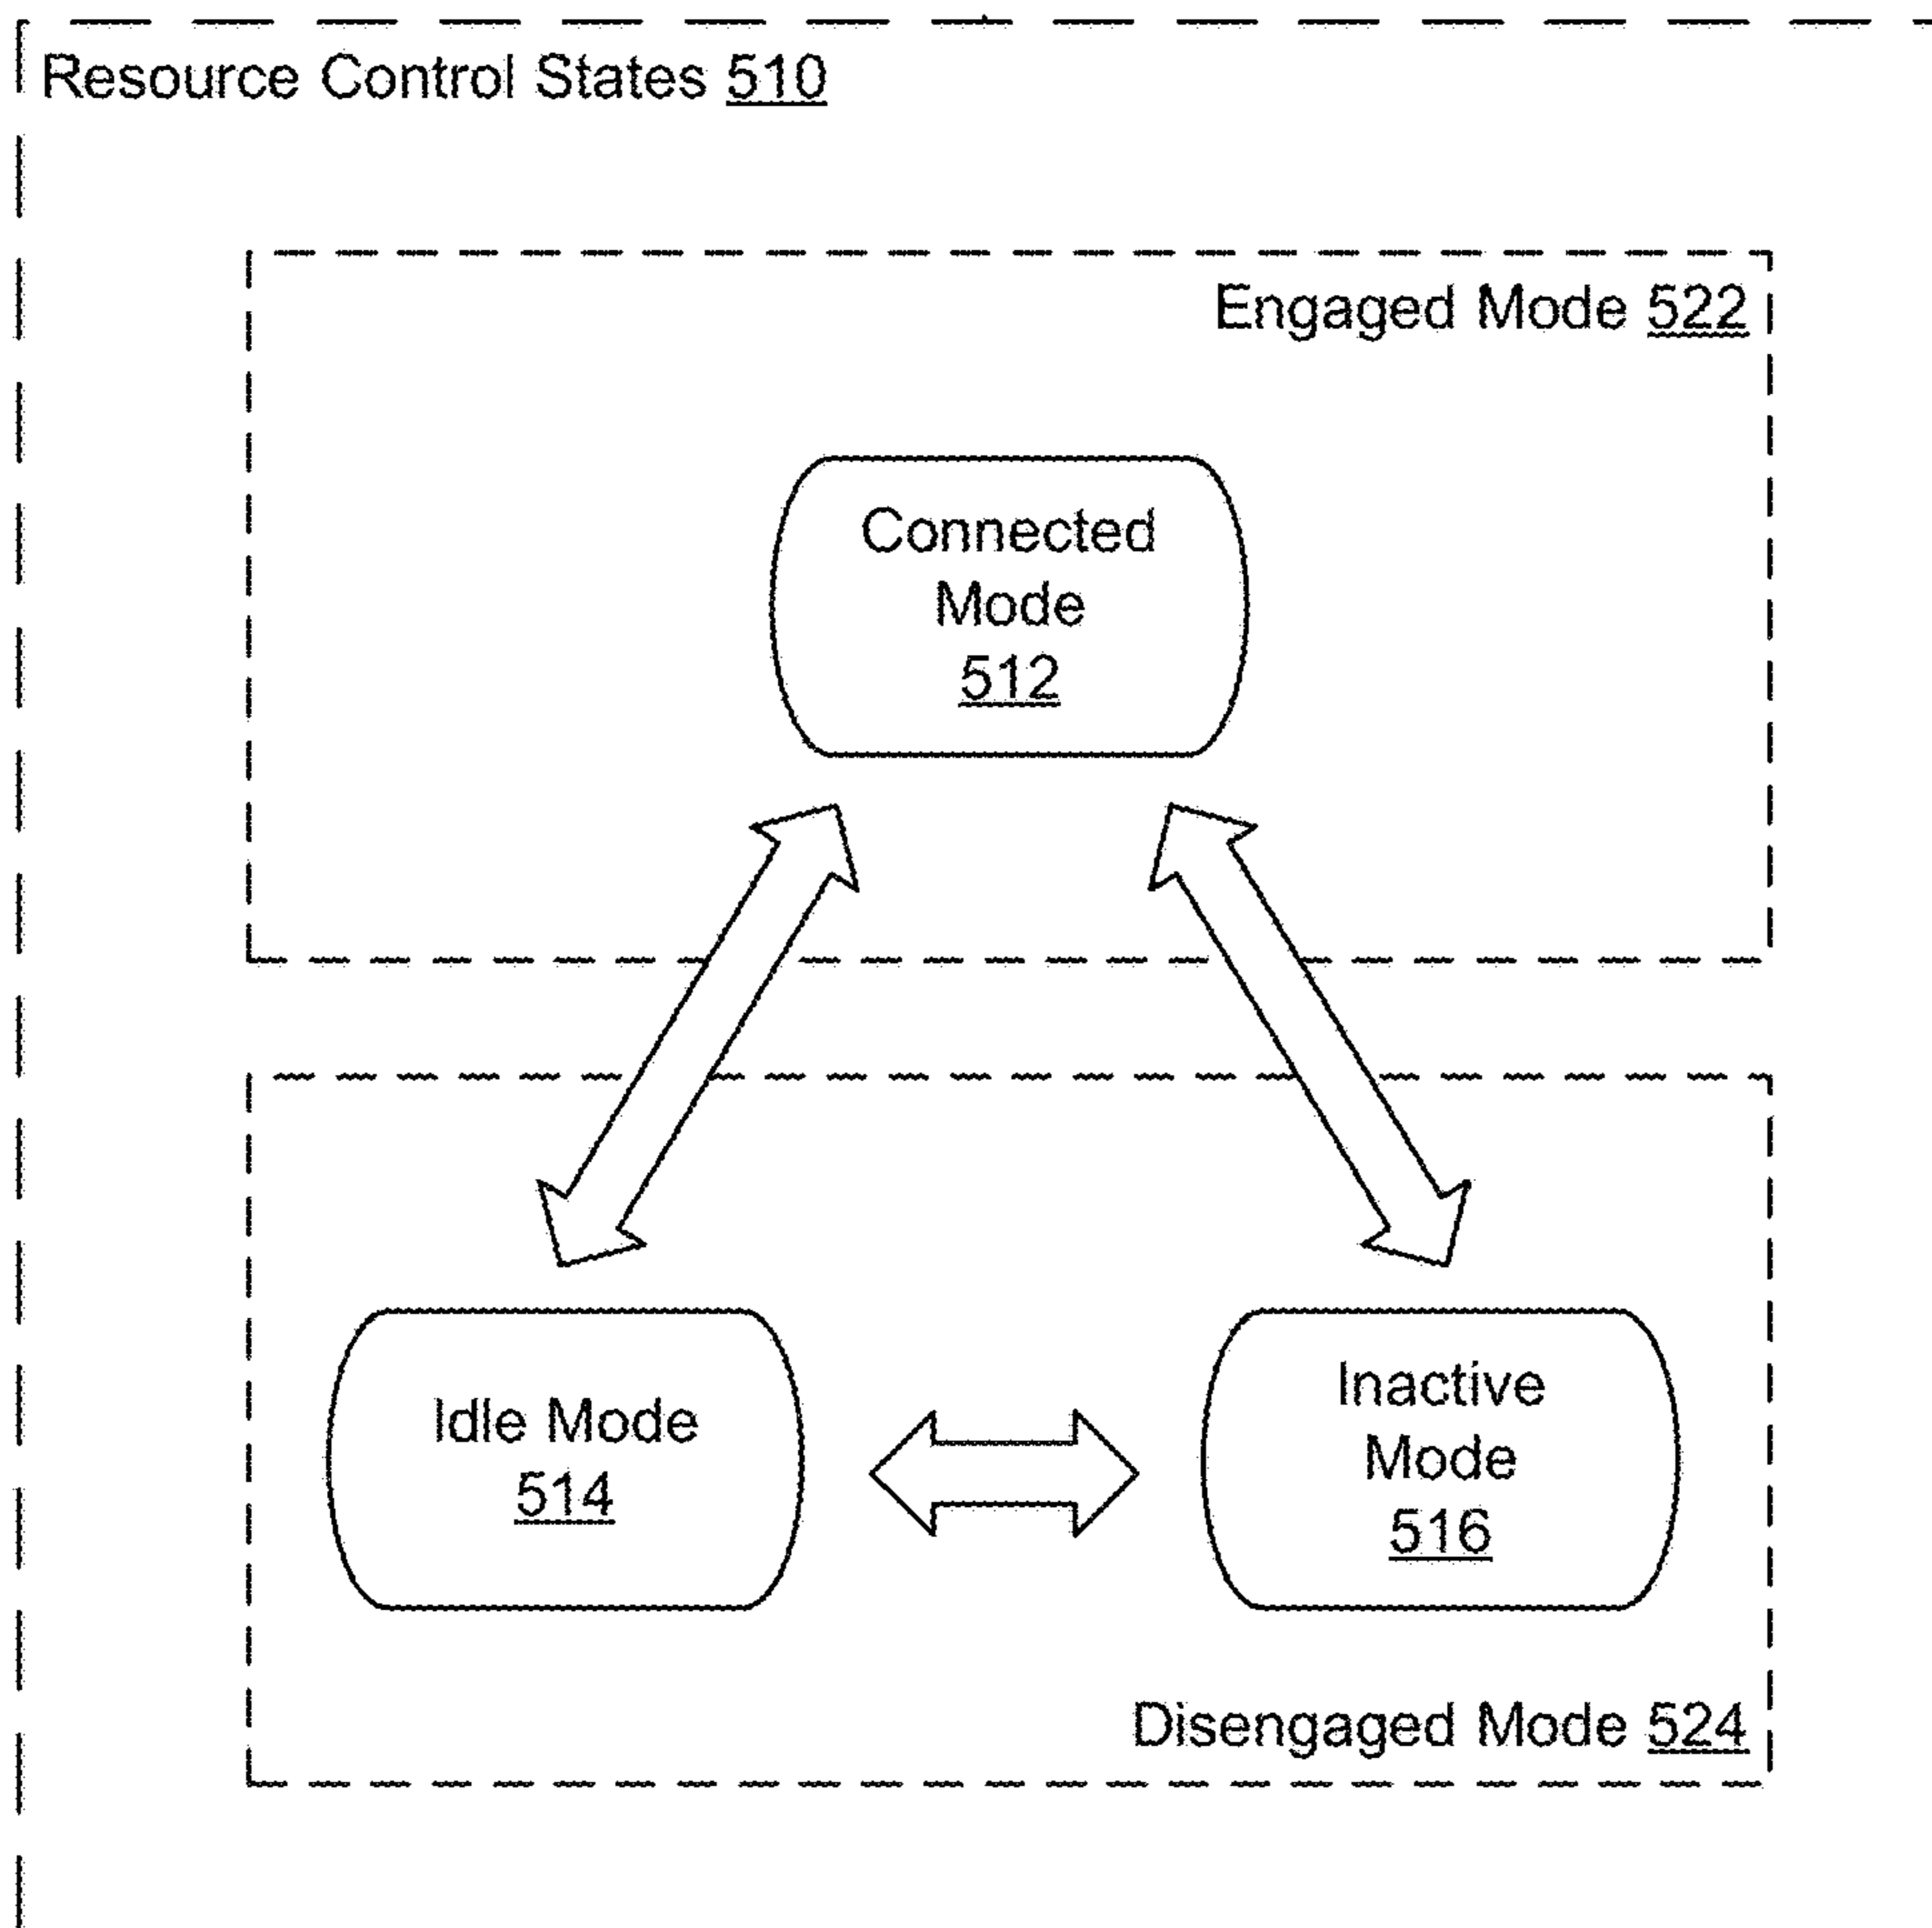 Resource Control States 510
Engaged Mode 522
Connected
Mode
512
Idle Mode
514
Inactive
Mode
516
Disengaged Mode 524